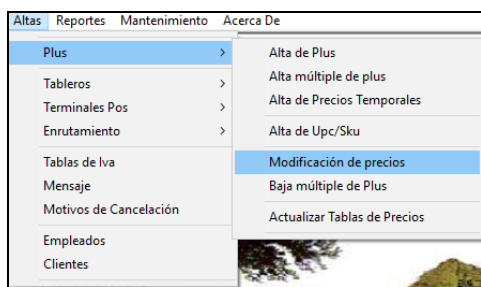 Altas Reportes Mantenimiento Acerca De
Plus
Tableros
Terminales Pos
Enrutamiento
Tablas de Iva
Mensaje
Motivos de Cancelación
Empleados
Clientes
Alta de Plus
Alta múltiple de plus
Alta de Precios Temporales
Alta de Upc/Sku
Modificación de precios
Baja múltiple de Plus
Actualizar Tablas de Precios